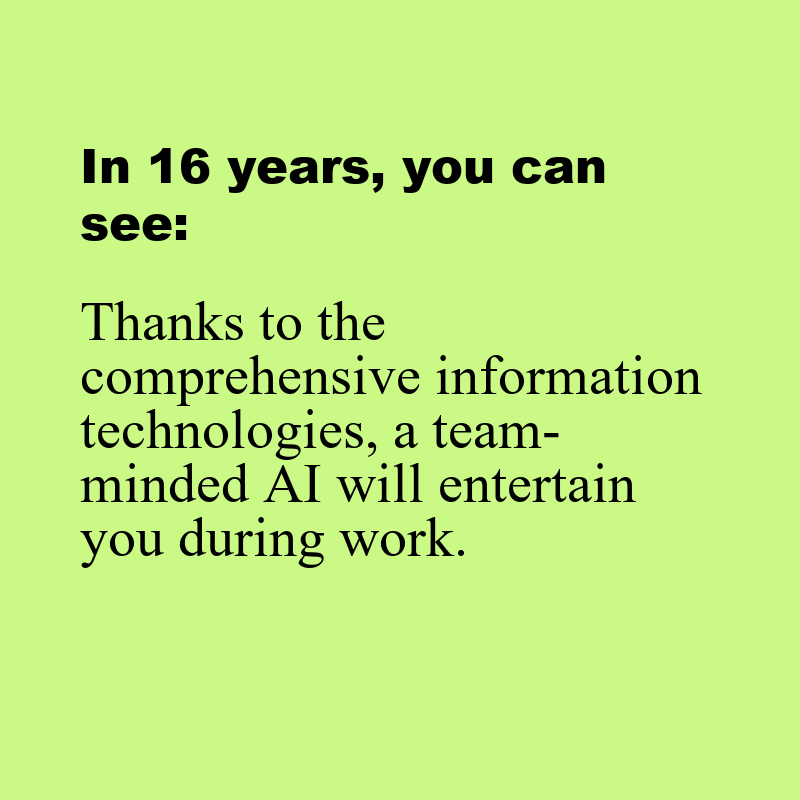 In 16 years, you can
see:
Thanks to the
comprehensive information
technologies, a team-
minded AI will entertain
you during work.